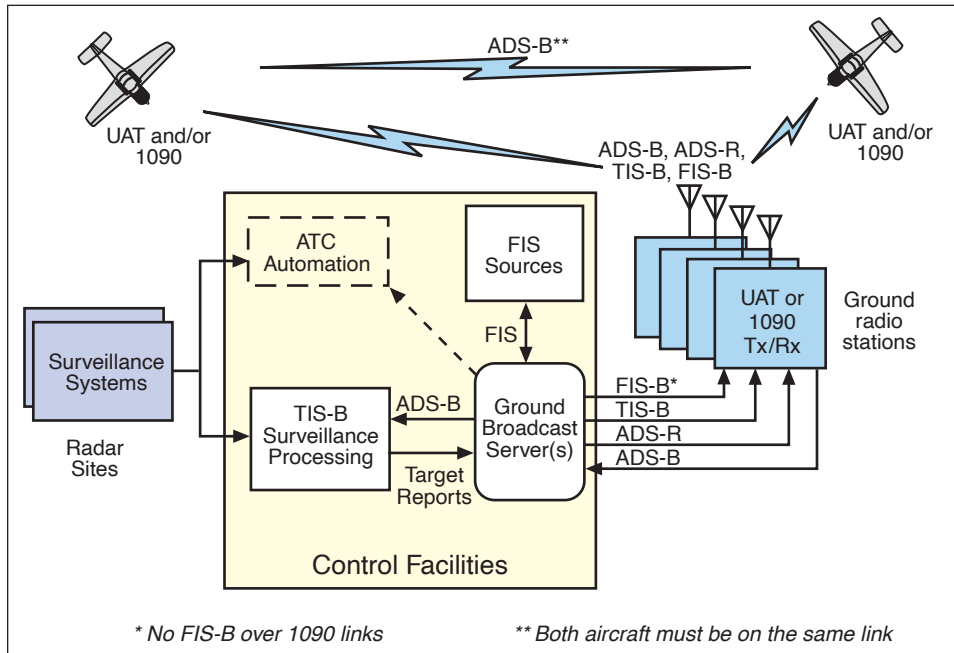 ADS-B**
UAT and/or
1090
UAT and/or
1090
ADS-B, ADS-R,
TIS-B, FIS-B
ATC
Automation
FIS
Sources
UAT or
1090
Tx/Rx
Ground
radio
stations
Surveillance
Systems
Radar
Sites
FIS
TIS-B
Surveillance
Processing
ADS-B
Target
Reports
Ground
Broadcast
Server(s)
FIS-B*
TIS-B
ADS-R
ADS-B
Control Facilities
* No FIS-B over 1090 links
** Both aircraft must be on the same link